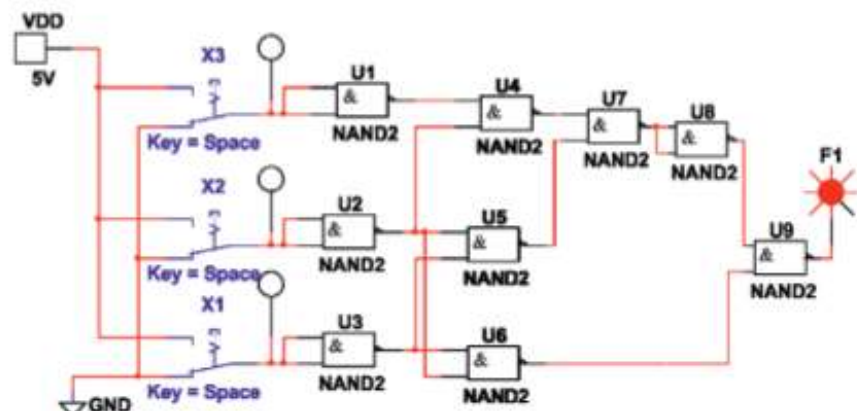 VDD
5V
X3
Key = Space
U1
&
NAND2
U4
&
NAND2
U7
&
NAND2
U8
&
NAND2
F1
X2
Key = Space
U2
&
NAND2
U5
&
NAND2
U9
&
NAND2
X1
Key = Space
U3
&
NAND2
U6
&
NAND2
GND